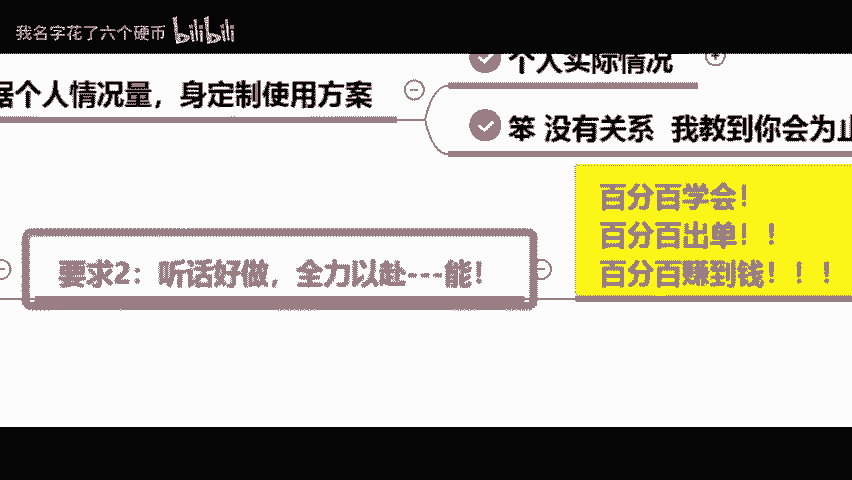 我名字花了六个硬币 bilibili
个人实际情况
据个人情况量，身定制使用方案
笨 没有关系 我教到你会为止
百分百学会！
百分百出单！！
要求2：听话好做，全力以赴---能！
百分百赚到钱！！！